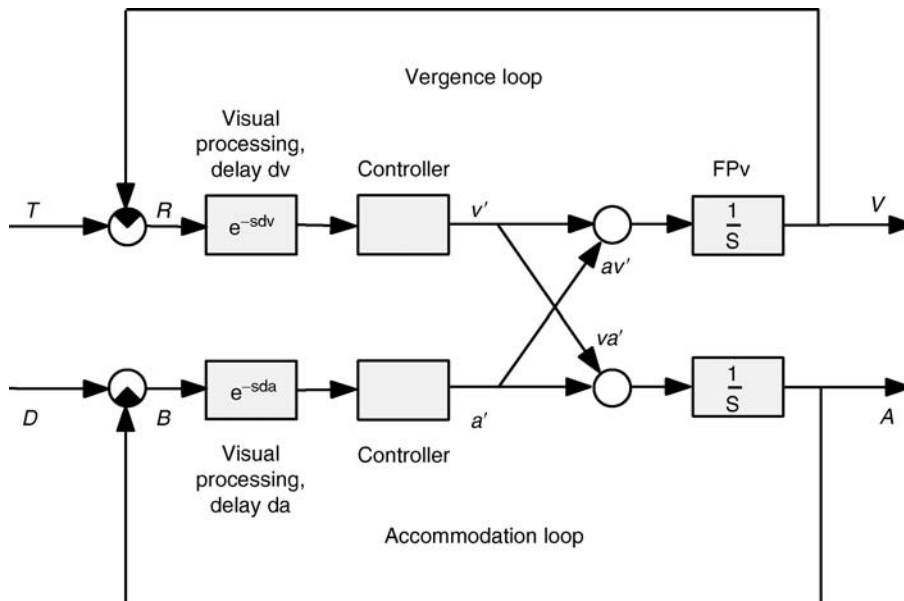 Vergence loop
Visual
processing,
delay dv
Controller
FPv
T
R
e^{-sdv}
v'
1
S
V
av'
va'
D
B
e^{-sda}
a'
1
S
A
Visual
processing,
delay da
Controller
Accommodation loop